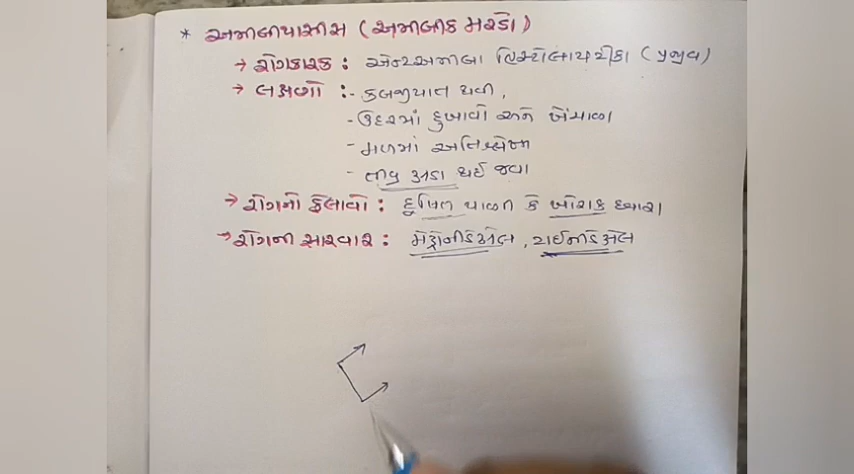 * અમીબાયાસીસ (અમીબીક મરડો)
→ રોગકારક : એન્ટઅમીબા હિસ્ટોલાયટીકા (પ્રજીવ)
→ લક્ષણો :- કબજીયાત થવી,
- ઉદરમાં દુખાવો અને ખેંચાણ
- મળમાં અતિશ્લેષ્મ
- તીવ્ર ઝાડા થઈ જવા
→ રોગનો ફેલાવો : દૂષિત પાણી કે ખોરાક દ્વારા
→ રોગની સારવાર : મેટ્રોનીડેઝોલ, ટાઈનીડેઝોલ